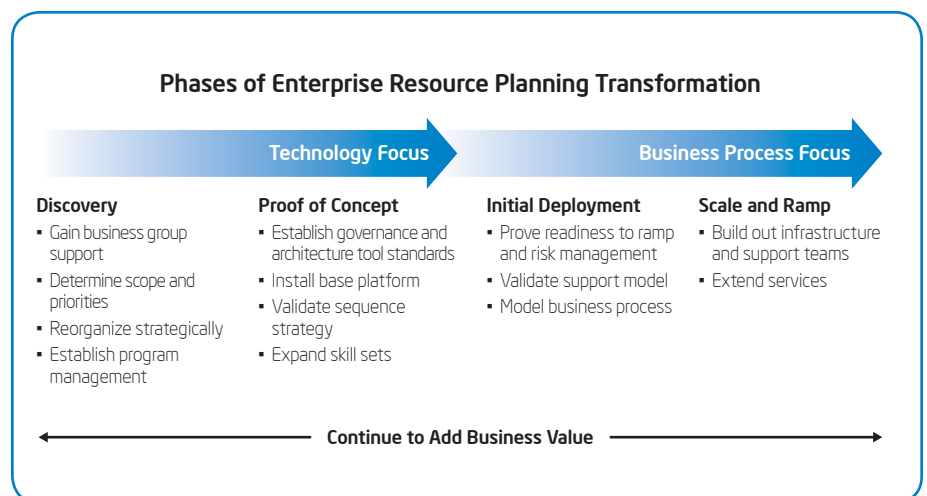 Phases of Enterprise Resource Planning Transformation
Technology Focus
Business Process Focus
Discovery
▪ Gain business group
support
▪ Determine scope and
priorities
▪ Reorganize strategically
▪ Establish program
management
Proof of Concept
▪ Establish governance and
architecture tool standards
▪ Install base platform
▪ Validate sequence
strategy
▪ Expand skill sets
Initial Deployment
▪ Prove readiness to ramp
and risk management
▪ Validate support model
▪ Model business process
Scale and Ramp
▪ Build out infrastructure
and support teams
▪ Extend services
Continue to Add Business Value